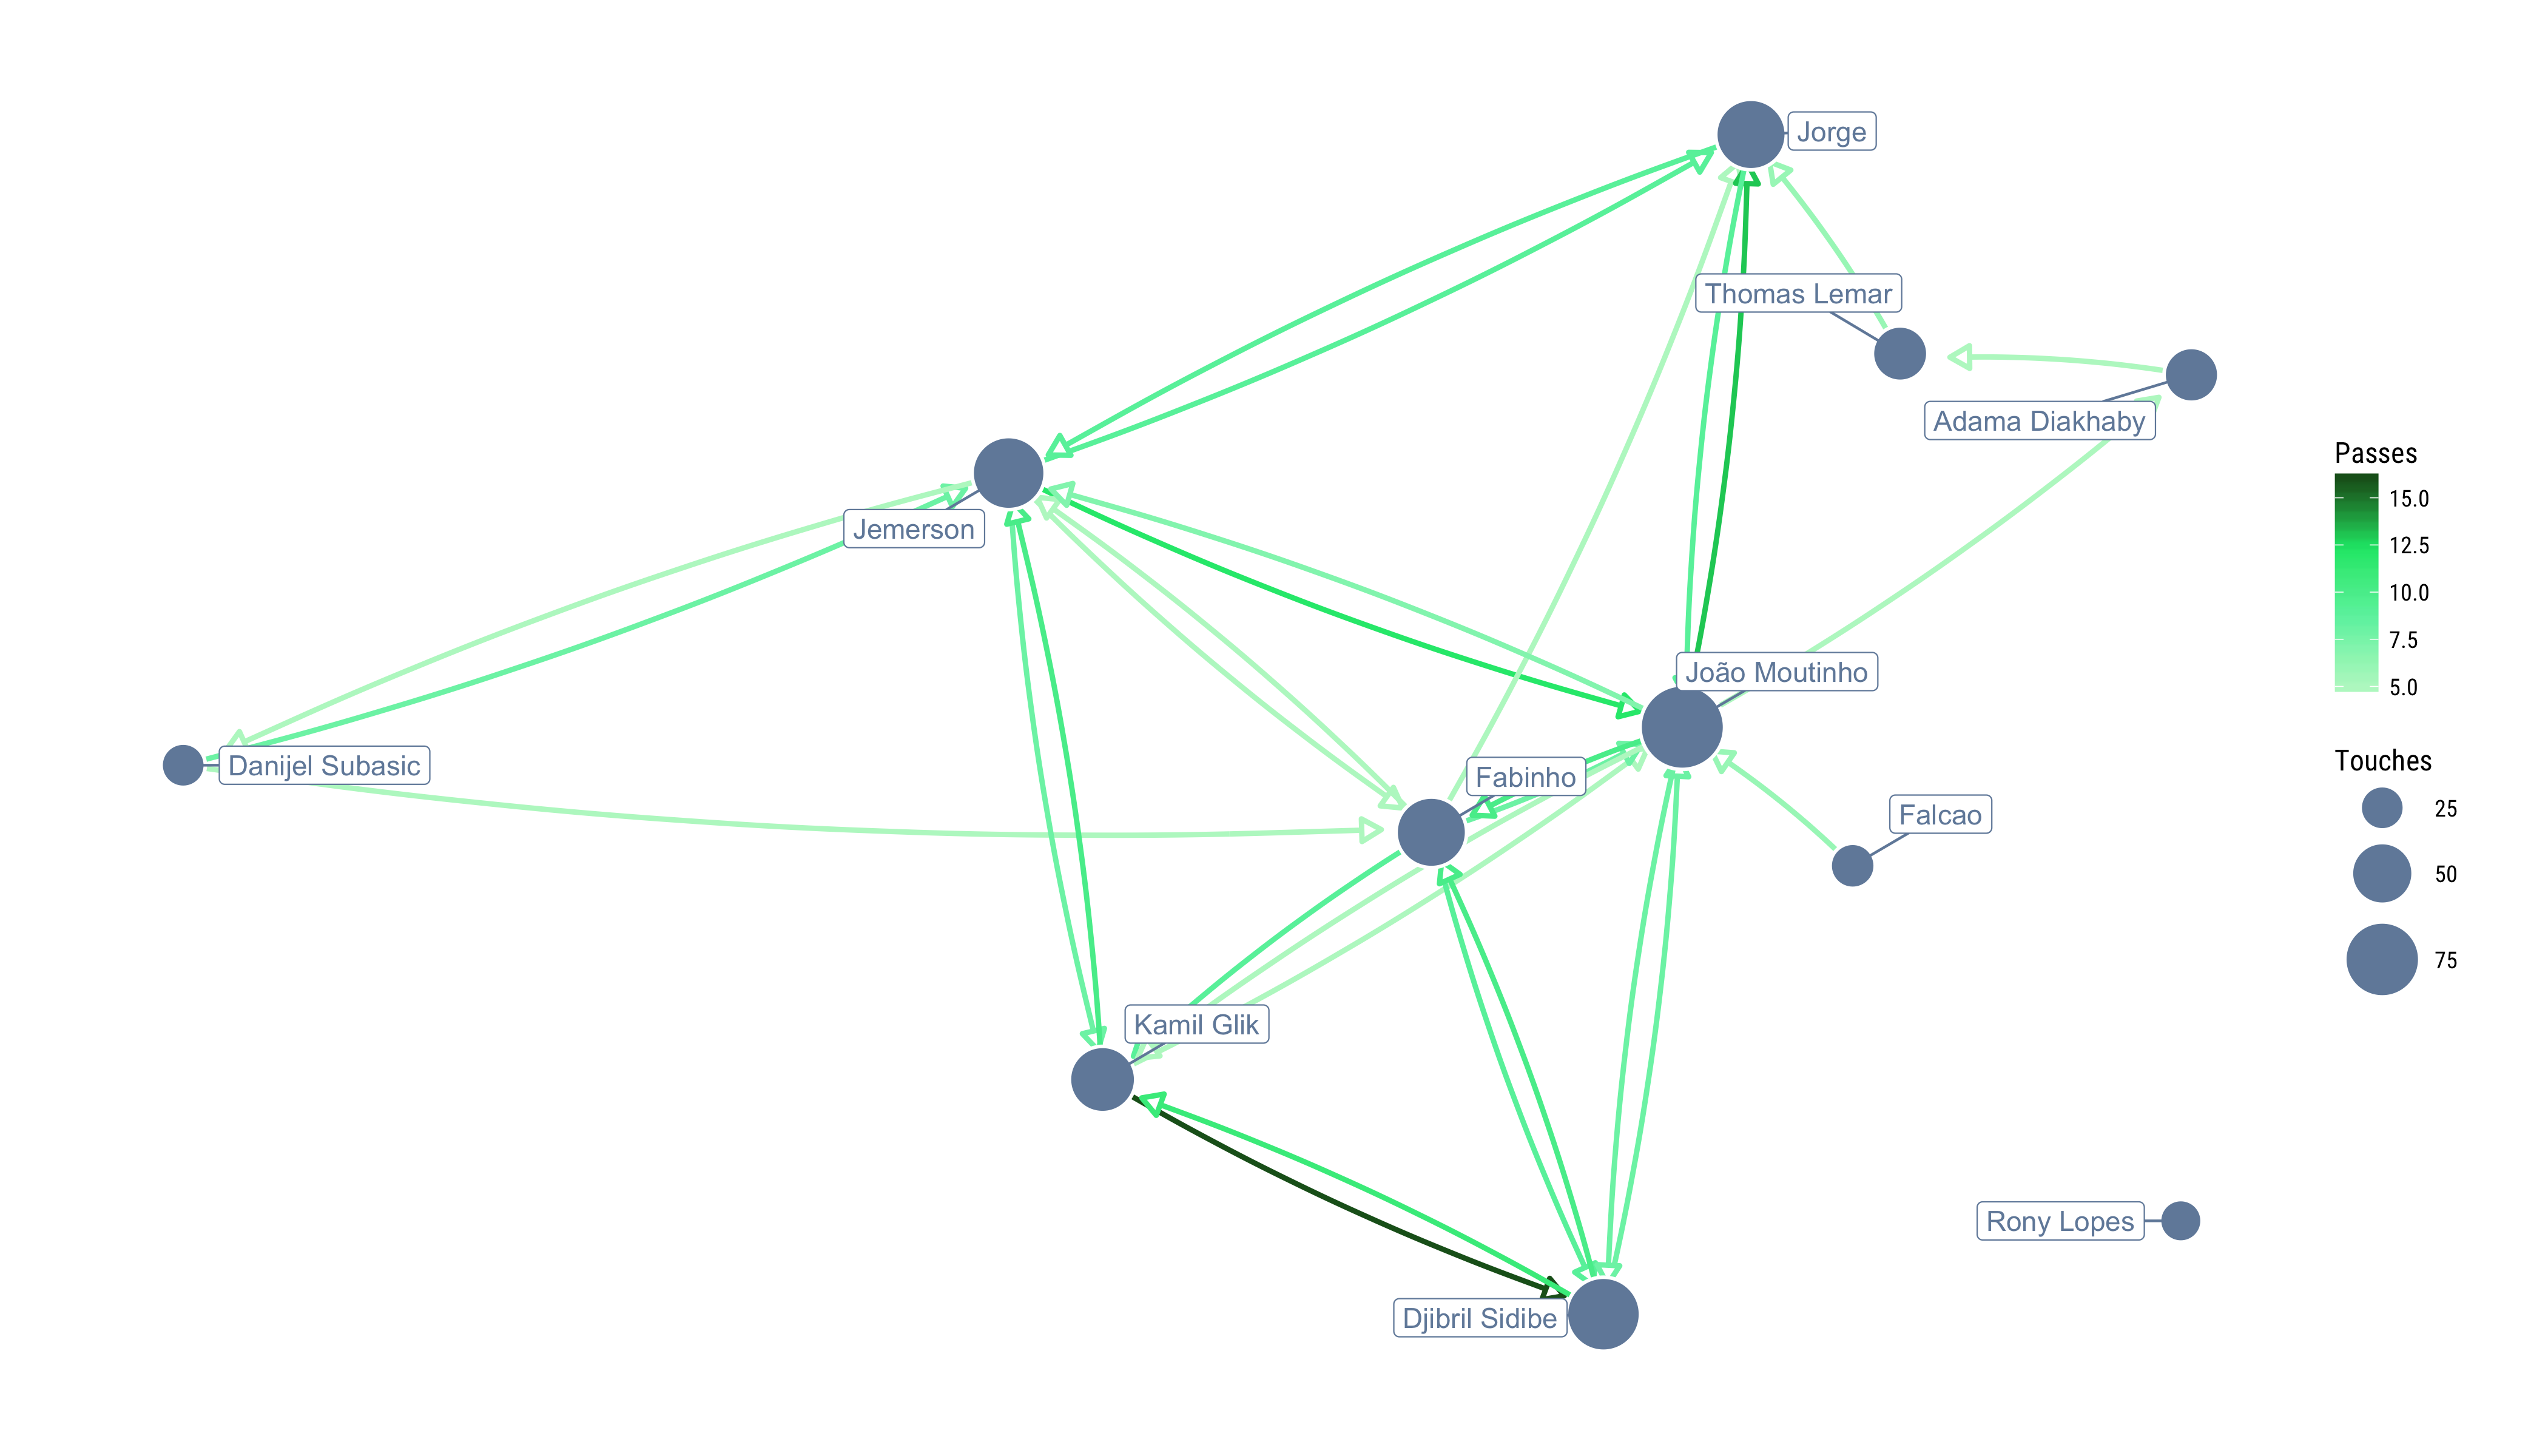 Jorge
Thomas Lemar
Adama Diakhaby
Jemerson
João Moutinho
Danijel Subasic
Fabinho
Falcao
Kamil Glik
Rony Lopes
Djibril Sidibe
Passes
15.0
12.5
10.0
7.5
5.0
Touches
25
50
75